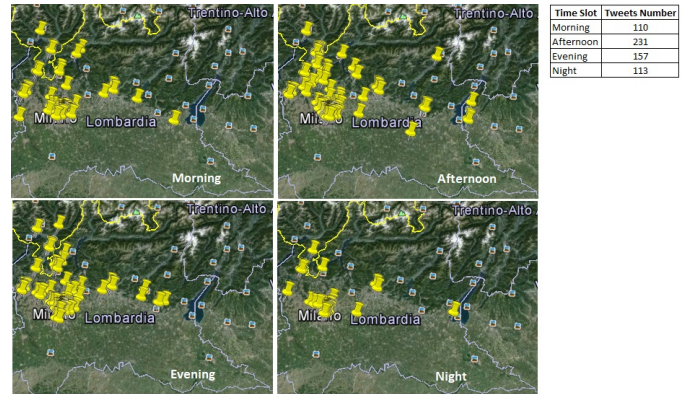 Trentino-Alto
Milano
Lombardia
Morning
Trentino-Alto
Milano
Lombardia
Afternoon
Time Slot Tweets Number
Morning 110
Afternoon 231
Evening 157
Night 113
Trentino-Alto
Milano
Lombardia
Evening
Trentino-Alto
Milano
Lombardia
Night